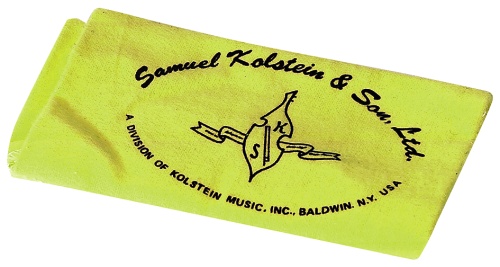 Samuel Kolstein & Son, Ltd.
K
S
A DIVISION OF KOLSTEIN MUSIC, INC., BALDWIN, N.Y. USA